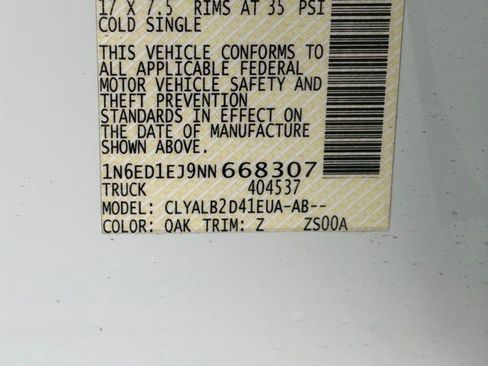 17 X 7.5 RIMS AT 35 PSI
COLD SINGLE
THIS VEHICLE CONFORMS TO
ALL APPLICABLE FEDERAL
MOTOR VEHICLE SAFETY AND
THEFT PREVENTION
STANDARDS IN EFFECT ON
THE DATE OF MANUFACTURE
SHOWN ABOVE.
1N6ED1EJ9NN668307
TRUCK 404537
MODEL: CLYALB2D41EUA-AB--
COLOR: QAK TRIM: Z ZS00A